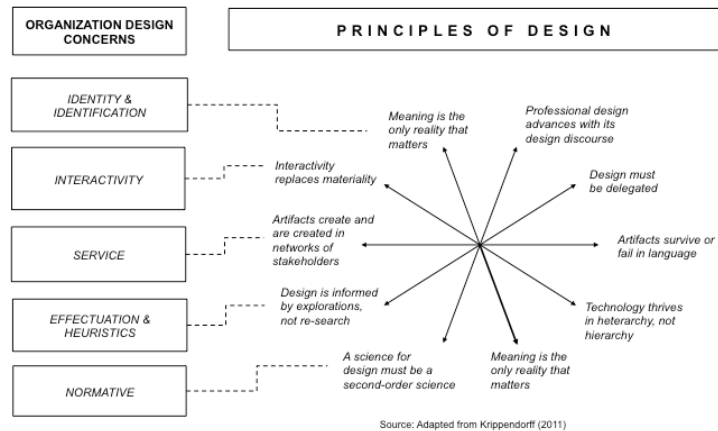 ORGANIZATION DESIGN
CONCERNS
PRINCIPLES OF DESIGN
IDENTITY &
IDENTIFICATION
INTERACTIVITY
SERVICE
EFFECTUATION &
HEURISTICS
NORMATIVE
Meaning is the
only reality that
matters
Professional design
advances with its
design discourse
Interactivity
replaces materiality
Design must
be delegated
Artifacts create and
are created in
networks of
stakeholders
Artifacts survive or
fail in language
Design is informed
by explorations,
not re-search
Technology thrives
in heterarchy, not
hierarchy
A science for
design must be a
second-order science
Meaning is the
only reality that
matters
Source: Adapted from Krippendorff (2011)